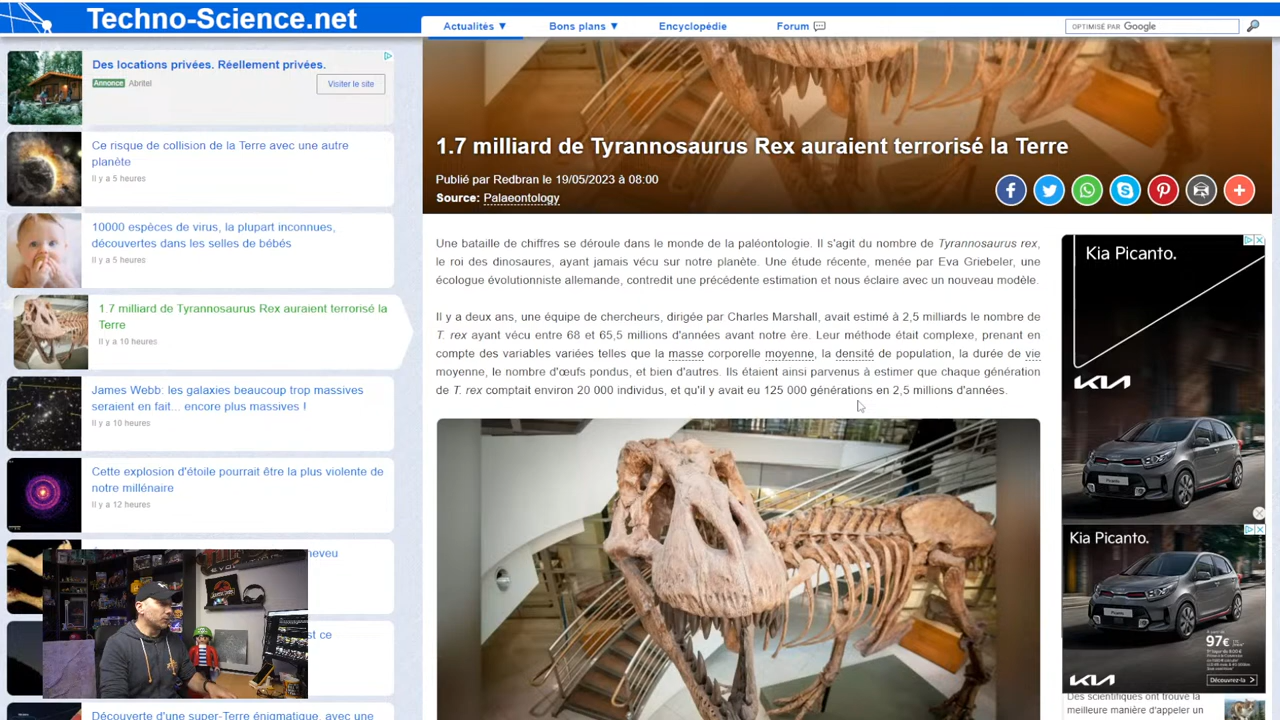 Techno-Science.net
Actualités ▼
Bons plans ▼
Encyclopédie
Forum
OPTIMISÉ PAR Google
Des locations privées. Réellement privées.
Annonce Abritel
Visiter le site
Ce risque de collision de la Terre avec une autre
planète
Il y a 5 heures
10000 espèces de virus, la plupart inconnues,
découvertes dans les selles de bébés
Il y a 5 heures
1.7 milliard de Tyrannosaurus Rex auraient terrorisé la
Terre
Il y a 10 heures
James Webb: les galaxies beaucoup trop massives
seraient en fait... encore plus massives !
Il y a 10 heures
Cette explosion d'étoile pourrait être la plus violente de
notre millénaire
Il y a 12 heures
heveu
st ce
Découverte d'une super-Terre énigmatique, avec une
1.7 milliard de Tyrannosaurus Rex auraient terrorisé la Terre
Publié par Redbran le 19/05/2023 à 08:00
Source: Palaeontology
Une bataille de chiffres se déroule dans le monde de la paléontologie. Il s'agit du nombre de Tyrannosaurus rex,
le roi des dinosaures, ayant jamais vécu sur notre planète. Une étude récente, menée par Eva Griebeler, une
écologue évolutionniste allemande, contredit une précédente estimation et nous éclaire avec un nouveau modèle.
Il y a deux ans, une équipe de chercheurs, dirigée par Charles Marshall, avait estimé à 2,5 milliards le nombre de
T. rex ayant vécu entre 68 et 65,5 millions d'années avant notre ère. Leur méthode était complexe, prenant en
compte des variables variées telles que la masse corporelle moyenne, la densité de population, la durée de vie
moyenne, le nombre d'œufs pondus, et bien d'autres. Ils étaient ainsi parvenus à estimer que chaque génération
de T. rex comptait environ 20 000 individus, et qu'il y avait eu 125 000 générations en 2,5 millions d'années.
Kia Picanto.
KIA
Kia Picanto.
97€
Découvrez-la
KIA
Des scientifiques ont trouvé la
meilleure manière d'appeler un